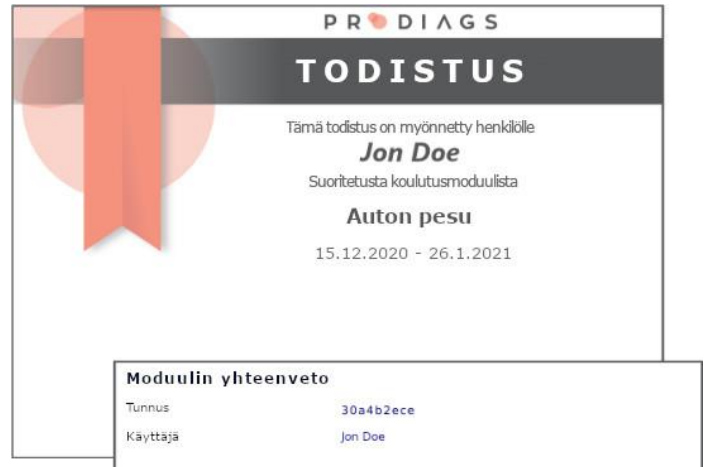 PRODIAGS
TODISTUS
Tämä todistus on myönnetty henkilölle
Jon Doe
Suoritetusta koulutusmoduulista
Auton pesu
15.12.2020 - 26.1.2021
Moduulin yhteenveto
Tunnus 30a4b2ece
Käyttäjä Jon Doe